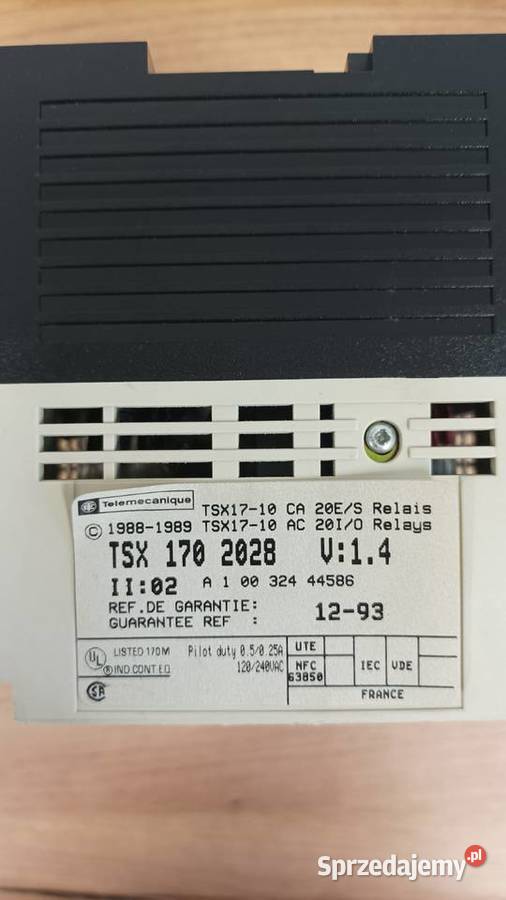 Telemecanique
TSX17-10 CA 20E/S Relais
© 1988-1989 TSX17-10 AC 20I/O Relays
TSX 170 2028 V:1.4
II:02 A 1 00 324 44586
REF.DE GARANTIE:
GUARANTEE REF : 12-93
UL LISTED 170M Pilot duty 0.5/0.25A
® IND CONT EQ 120/240VAC
SA
UTE
NFC 63850
IEC
VDE
FRANCE
Sprzedajemy.pl